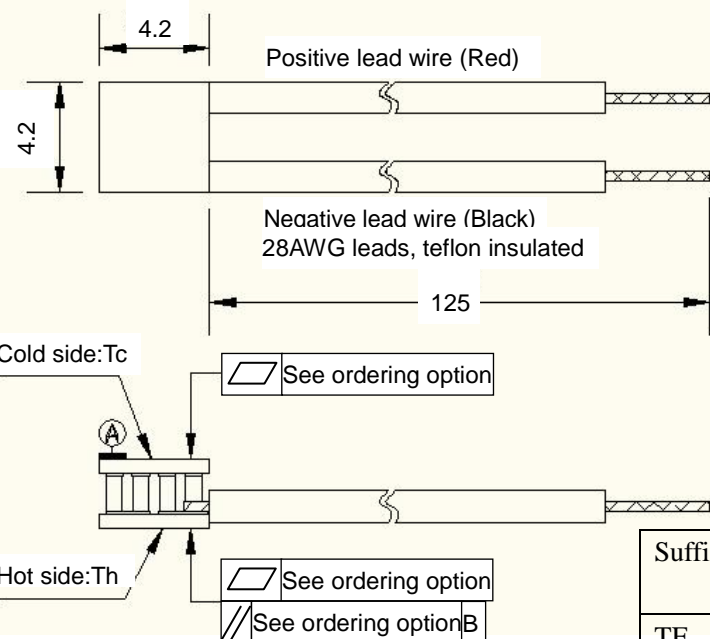 4.2
Positive lead wire (Red)
4.2
Negative lead wire (Black)
28AWG leads, teflon insulated
125
Cold side:Tc
See ordering option
A
Hot side:Th
See ordering option
See ordering option B
Suffi
TF